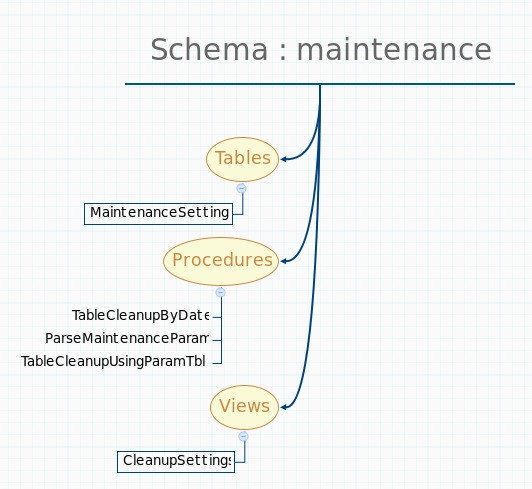 Schema : maintenance
Tables
MaintenanceSetting
Procedures
TableCleanupByDate
ParseMaintenanceParam
TableCleanupUsingParamTbl
Views
CleanupSettings